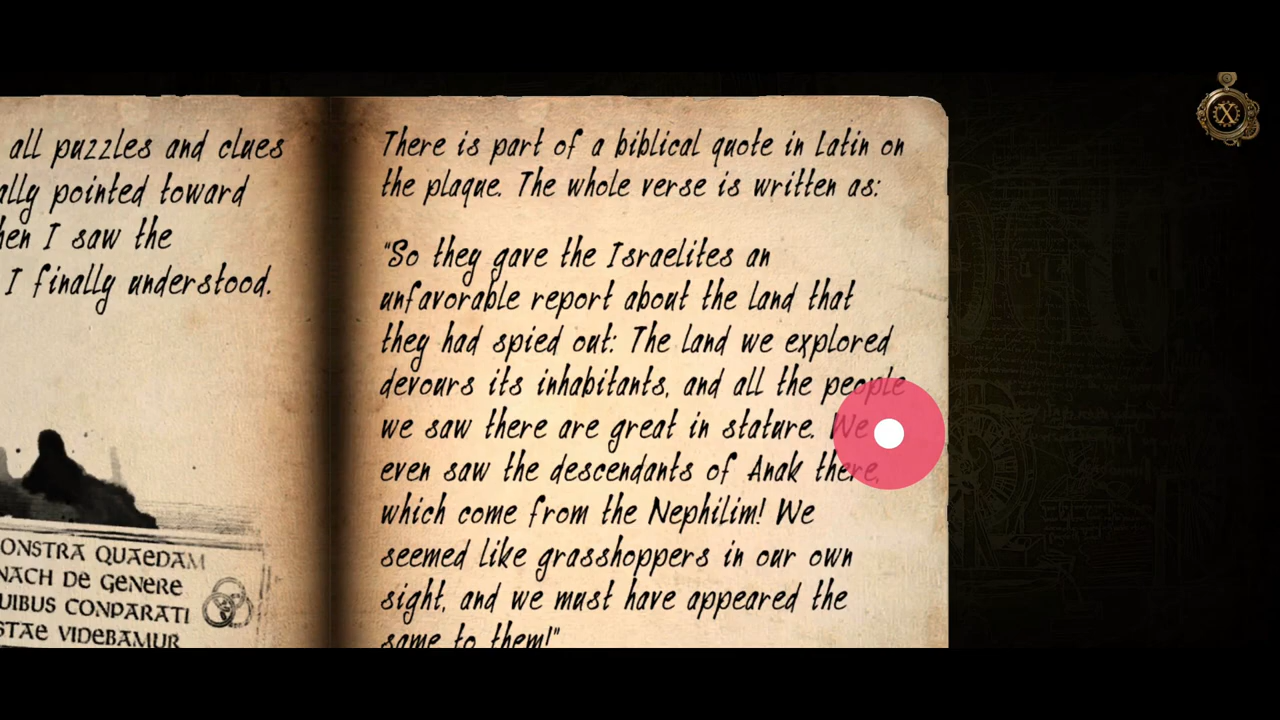 all puzzles and clues
ally pointed toward
hen I saw the
I finally understood.
ONSTRA QUAEDAM
NACH DE GENERE
UIBUS CONPARATI
STAE VIDEBAMUR
There is part of a biblical quote in Latin on
the plaque. The whole verse is written as:
"So they gave the Israelites an
unfavorable report about the land that
they had spied out: The land we explored
devours its inhabitants, and all the people
we saw there are great in stature. We
even saw the descendants of Anak there,
which come from the Nephilim! We
seemed like grasshoppers in our own
sight, and we must have appeared the
same to them!"
X